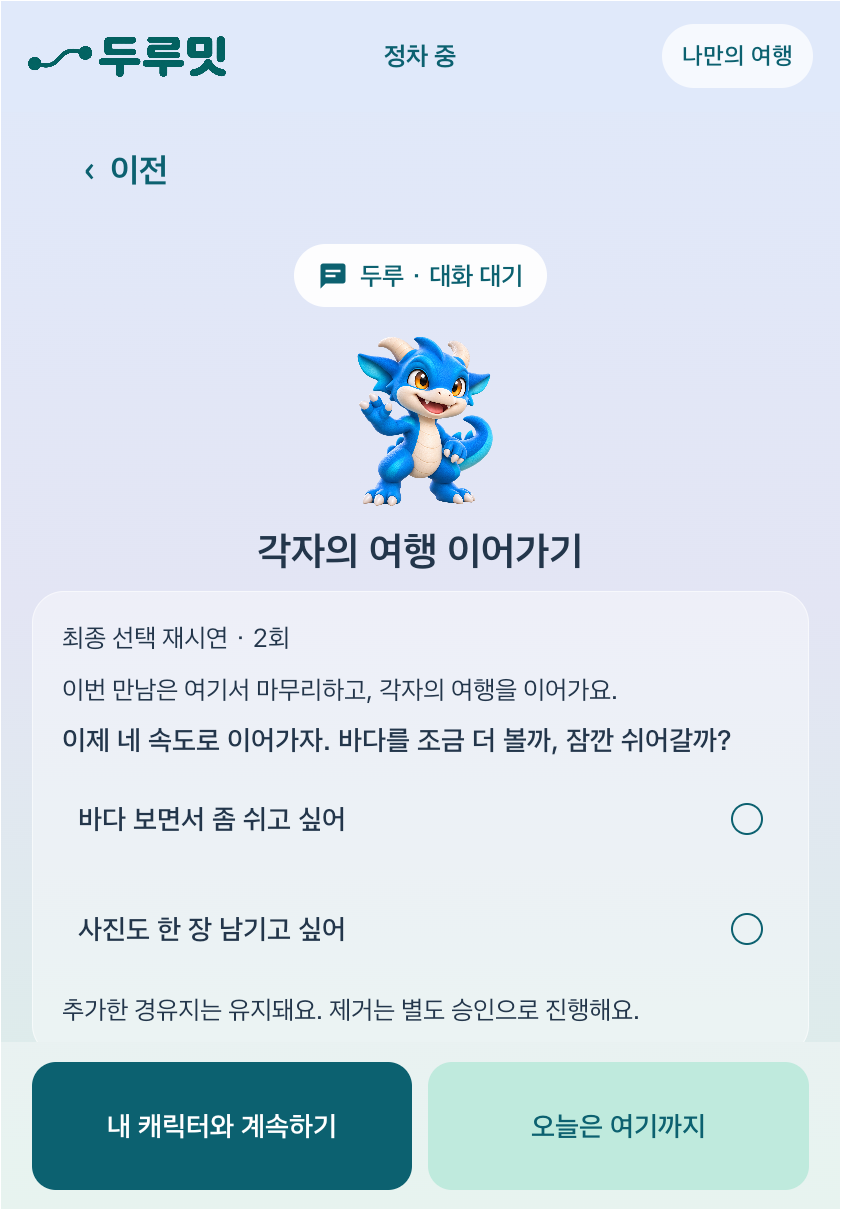 두루밋
정차 중
나만의 여행
‹ 이전
두루 · 대화 대기
각자의 여행 이어가기
최종 선택 재시연 · 2회
이번 만남은 여기서 마무리하고, 각자의 여행을 이어가요.
이제 네 속도로 이어가자. 바다를 조금 더 볼까, 잠깐 쉬어갈까?
바다 보면서 좀 쉬고 싶어
사진도 한 장 남기고 싶어
추가한 경유지는 유지돼요. 제거는 별도 승인으로 진행해요.
내 캐릭터와 계속하기
오늘은 여기까지